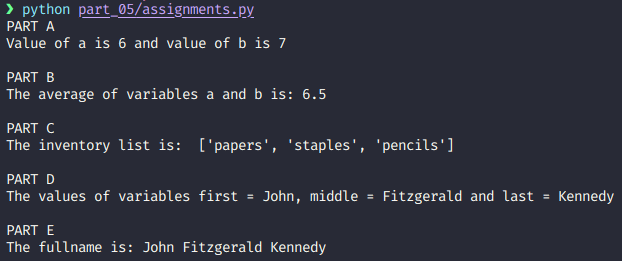 ❯ python part_05/assignments.py
PART A
Value of a is 6 and value of b is 7
PART B
The average of variables a and b is: 6.5
PART C
The inventory list is:  ['papers', 'staples', 'pencils']
PART D
The values of variables first = John, middle = Fitzgerald and last = Kennedy
PART E
The fullname is: John Fitzgerald Kennedy